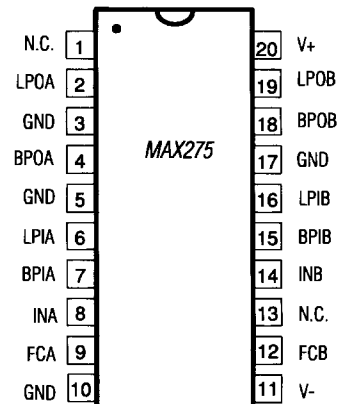 N.C. 1 20 V+
LPOA 2 19 LPOB
GND 3 18 BPOB
BPOA 4 MAX275 17 GND
GND 5 16 LPIB
LPIA 6 15 BPIB
BPIA 7 14 INB
INA 8 13 N.C.
FCA 9 12 FCB
GND 10 11 V-